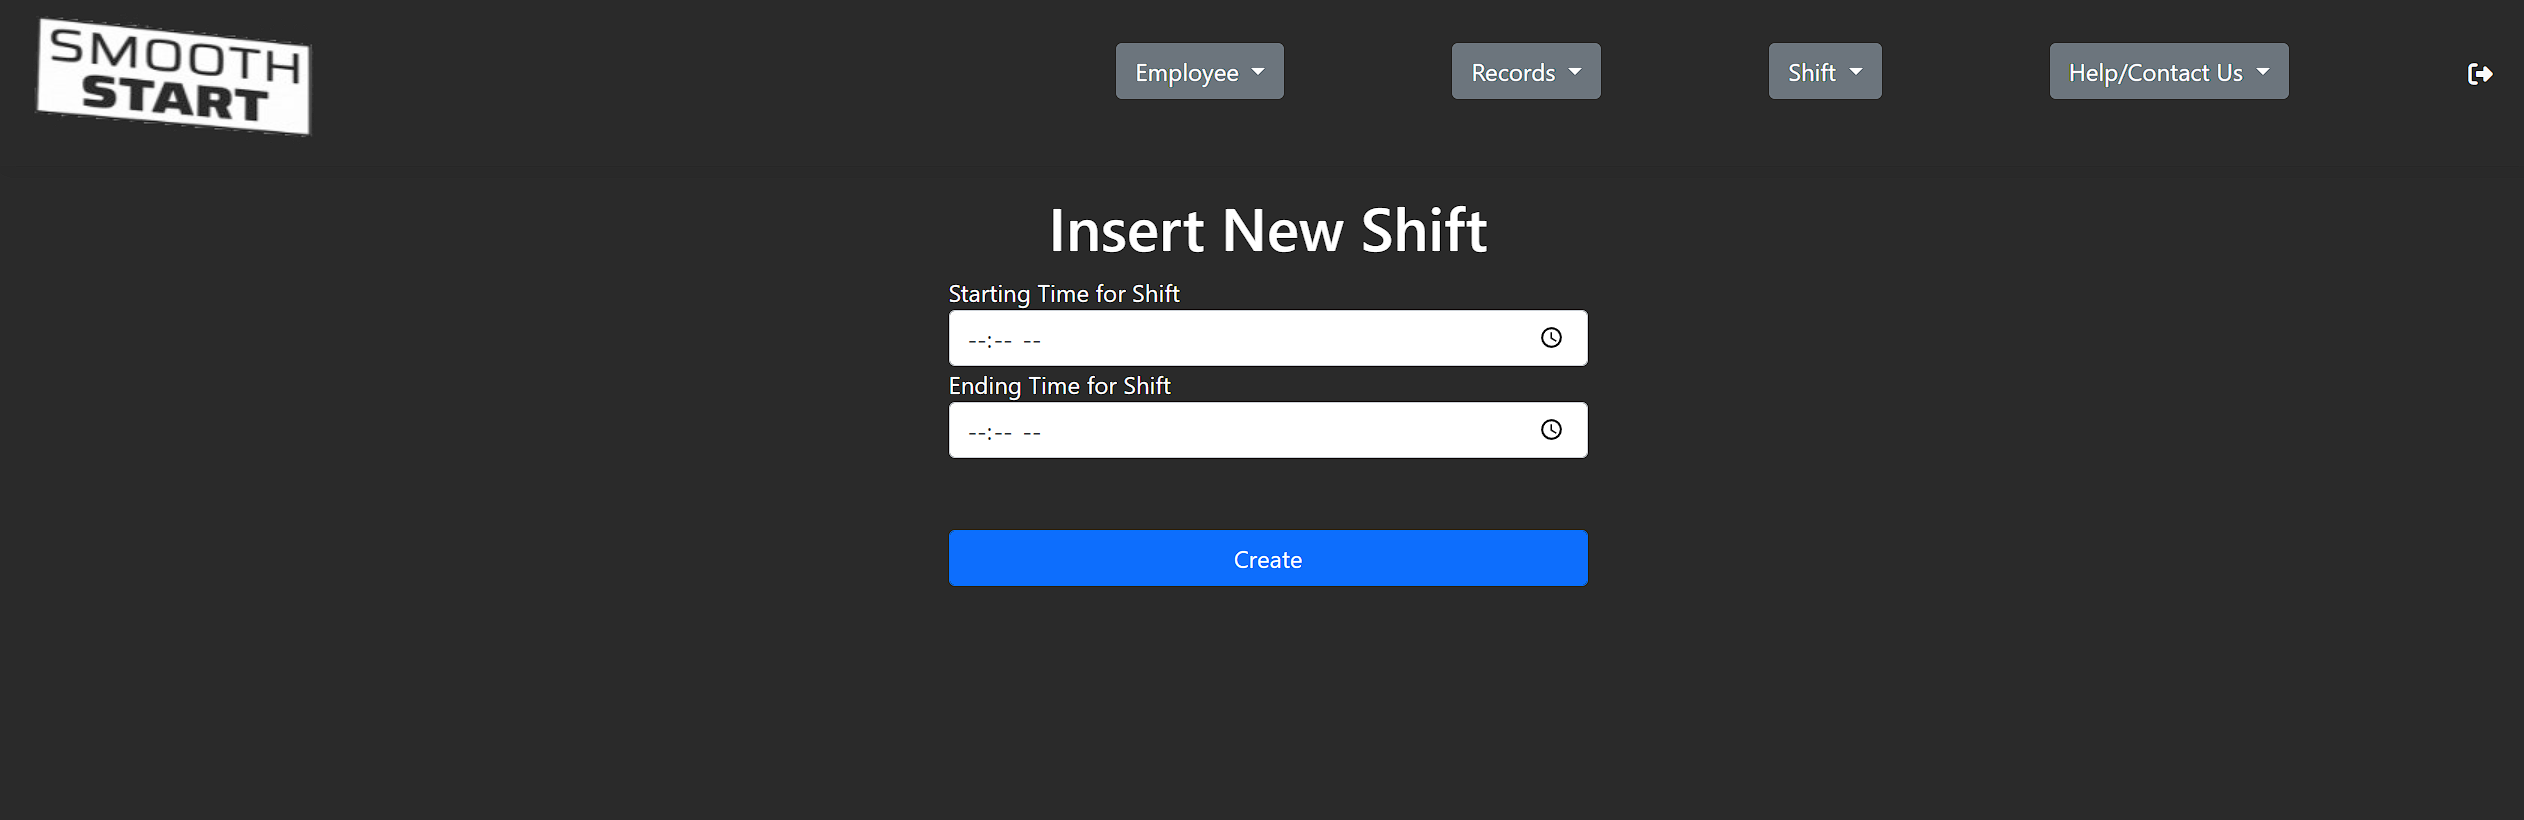 SMOOTH
START
Employee
Records
Shift
Help/Contact Us
Insert New Shift
Starting Time for Shift
--:-- --
Ending Time for Shift
--:-- --
Create